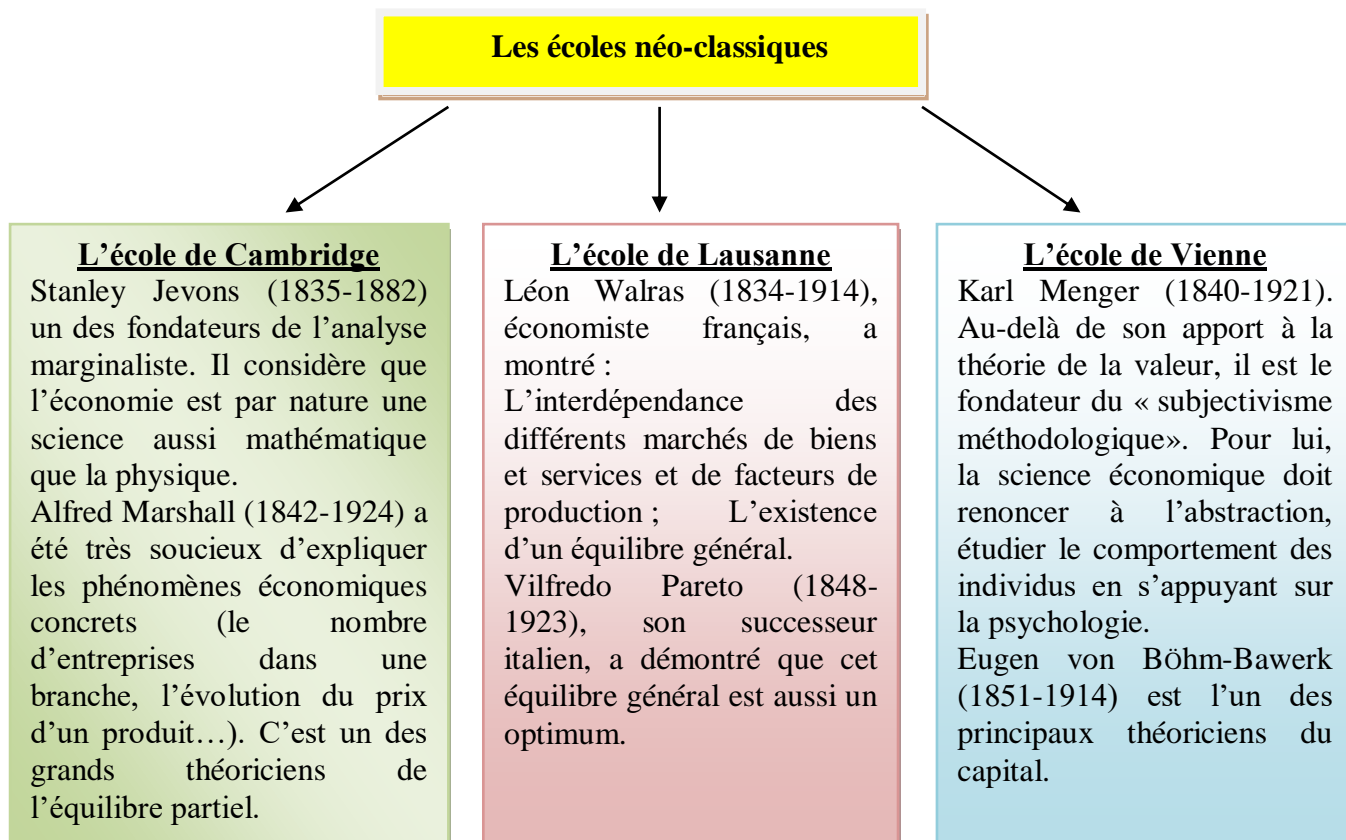 Les écoles néo-classiques
L’école de Cambridge
Stanley Jevons (1835-1882)
un des fondateurs de l’analyse
marginaliste. Il considère que
l’économie est par nature une
science aussi mathématique
que la physique.
Alfred Marshall (1842-1924) a
été très soucieux d’expliquer
les phénomènes économiques
concrets (le nombre
d’entreprises dans une
branche, l’évolution du prix
d’un produit…). C’est un des
grands théoriciens de
l’équilibre partiel.
L’école de Lausanne
Léon Walras (1834-1914),
économiste français, a
montré :
L’interdépendance des
différents marchés de biens
et services et de facteurs de
production ; L’existence
d’un équilibre général.
Vilfredo Pareto (1848-
1923), son successeur
italien, a démontré que cet
équilibre général est aussi un
optimum.
L’école de Vienne
Karl Menger (1840-1921).
Au-delà de son apport à la
théorie de la valeur, il est le
fondateur du « subjectivisme
méthodologique». Pour lui,
la science économique doit
renoncer à l’abstraction,
étudier le comportement des
individus en s’appuyant sur
la psychologie.
Eugen von Böhm-Bawerk
(1851-1914) est l’un des
principaux théoriciens du
capital.